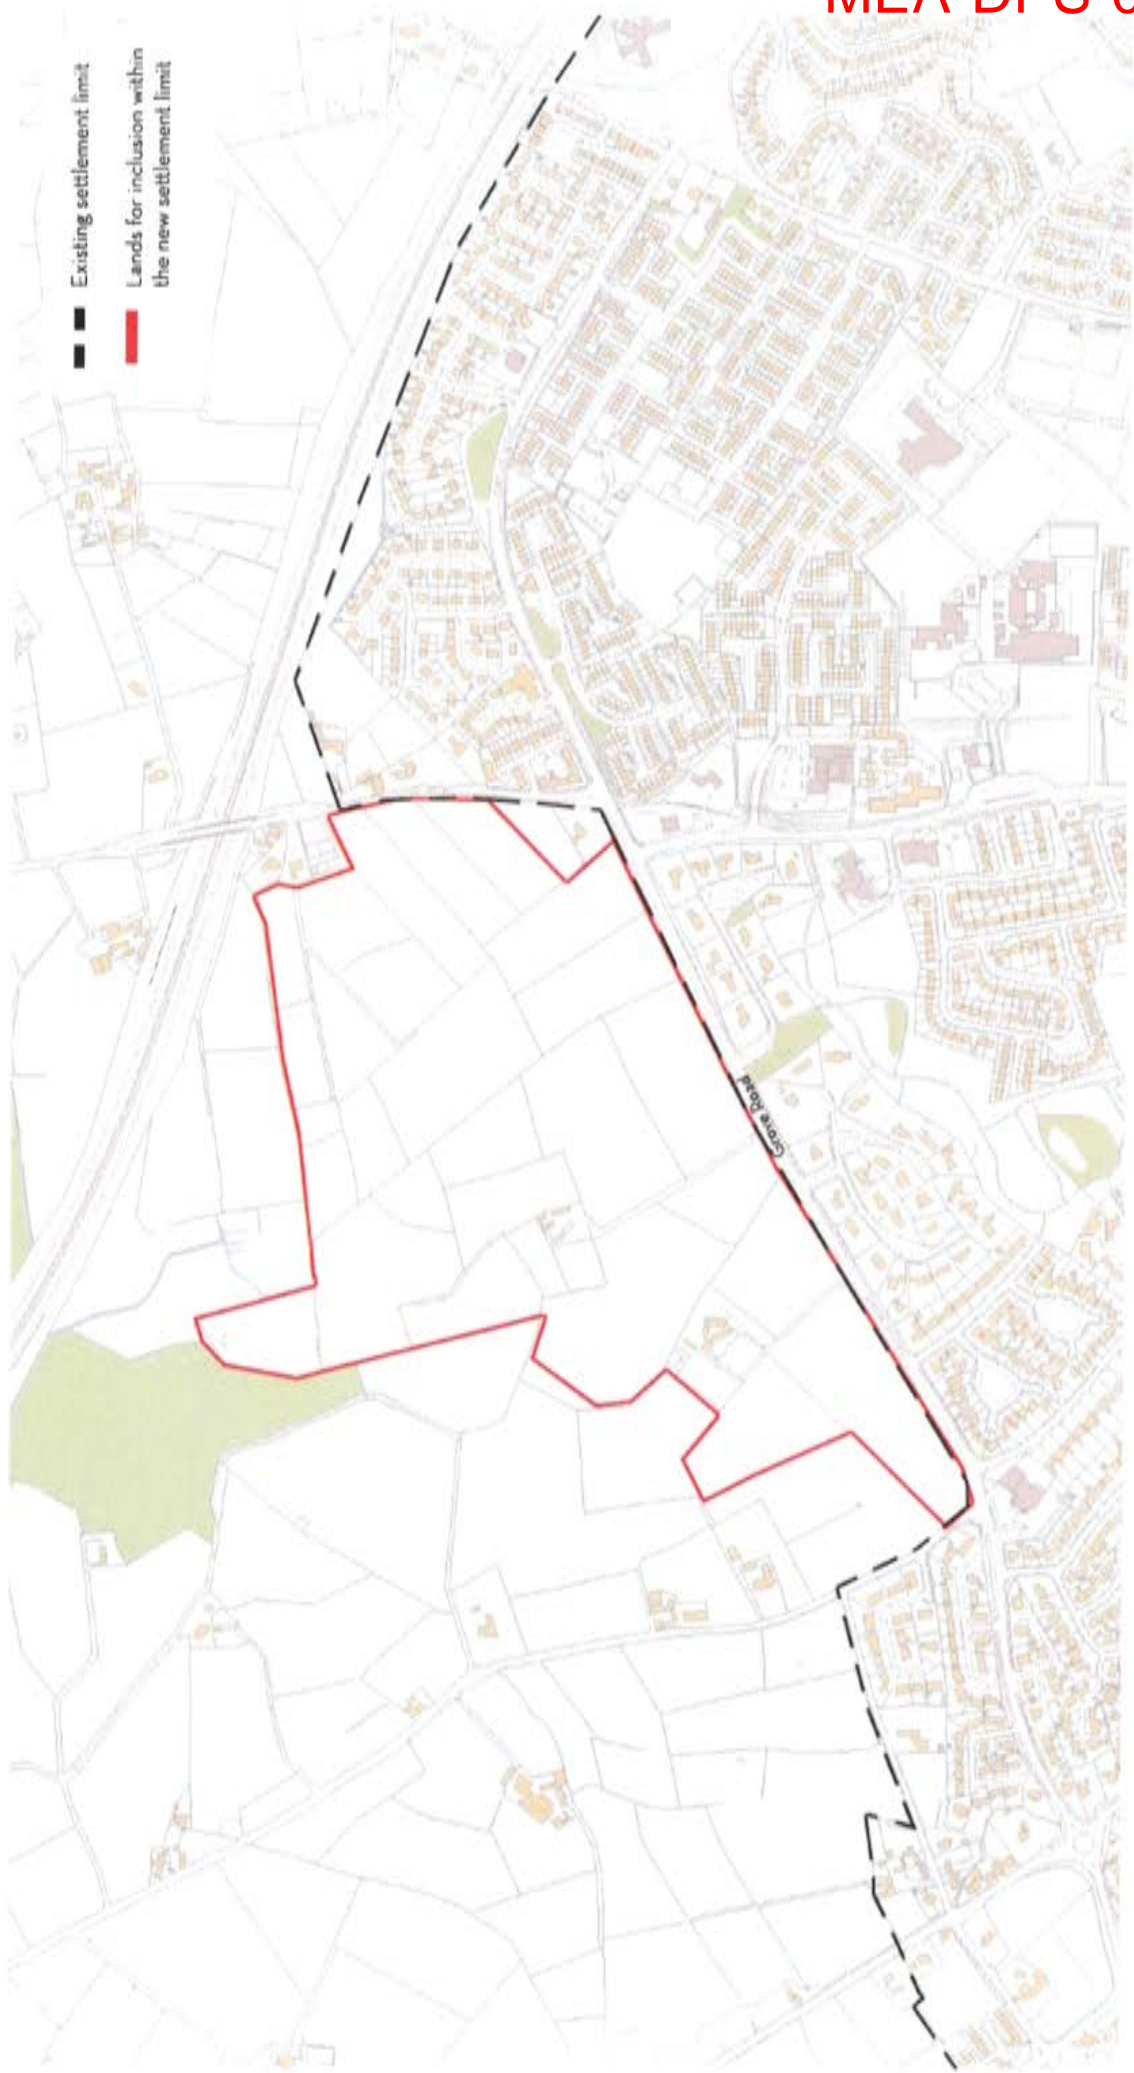 Existing settlement limit
Lands for inclusion within
the new settlement limit
Grove Road